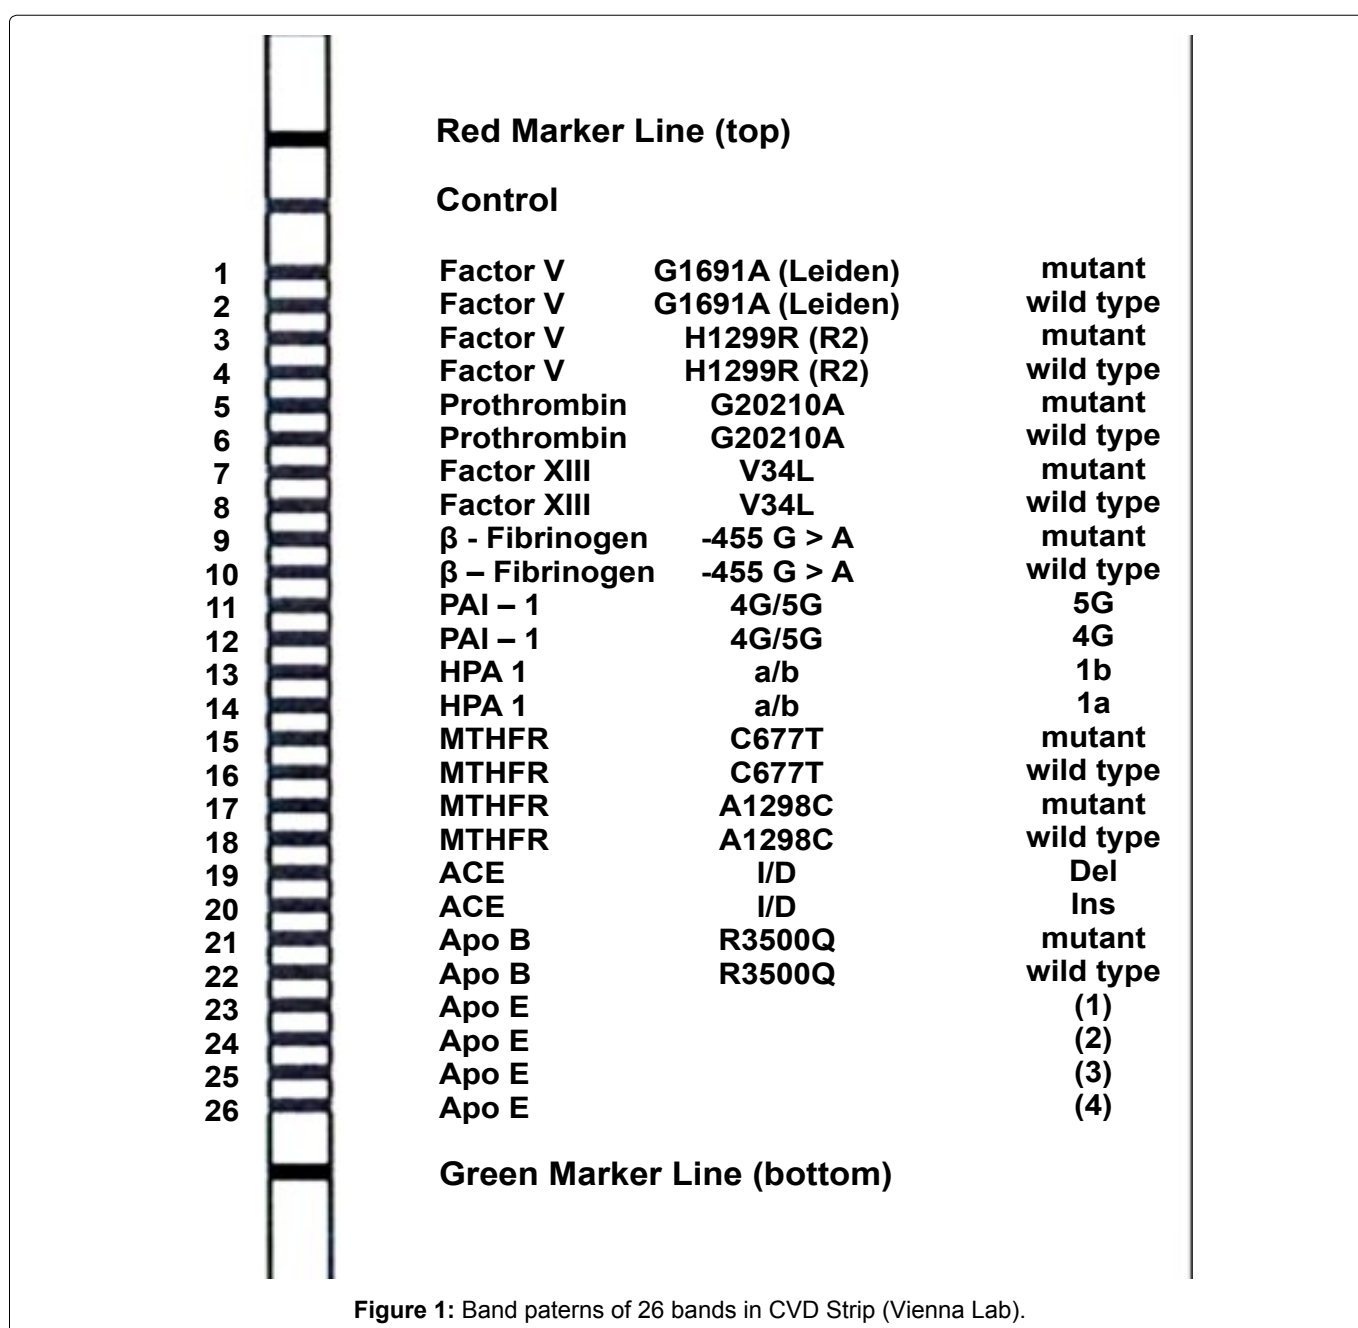 Red Marker Line (top)
Control
1 Factor V G1691A (Leiden) mutant
2 Factor V G1691A (Leiden) wild type
3 Factor V H1299R (R2) mutant
4 Factor V H1299R (R2) wild type
5 Prothrombin G20210A mutant
6 Prothrombin G20210A wild type
7 Factor XIII V34L mutant
8 Factor XIII V34L wild type
9 β - Fibrinogen -455 G > A mutant
10 β – Fibrinogen -455 G > A wild type
11 PAI – 1 4G/5G 5G
12 PAI – 1 4G/5G 4G
13 HPA 1 a/b 1b
14 HPA 1 a/b 1a
15 MTHFR C677T mutant
16 MTHFR C677T wild type
17 MTHFR A1298C mutant
18 MTHFR A1298C wild type
19 ACE I/D Del
20 ACE I/D Ins
21 Apo B R3500Q mutant
22 Apo B R3500Q wild type
23 Apo E (1)
24 Apo E (2)
25 Apo E (3)
26 Apo E (4)
Green Marker Line (bottom)
Figure 1: Band paterns of 26 bands in CVD Strip (Vienna Lab).